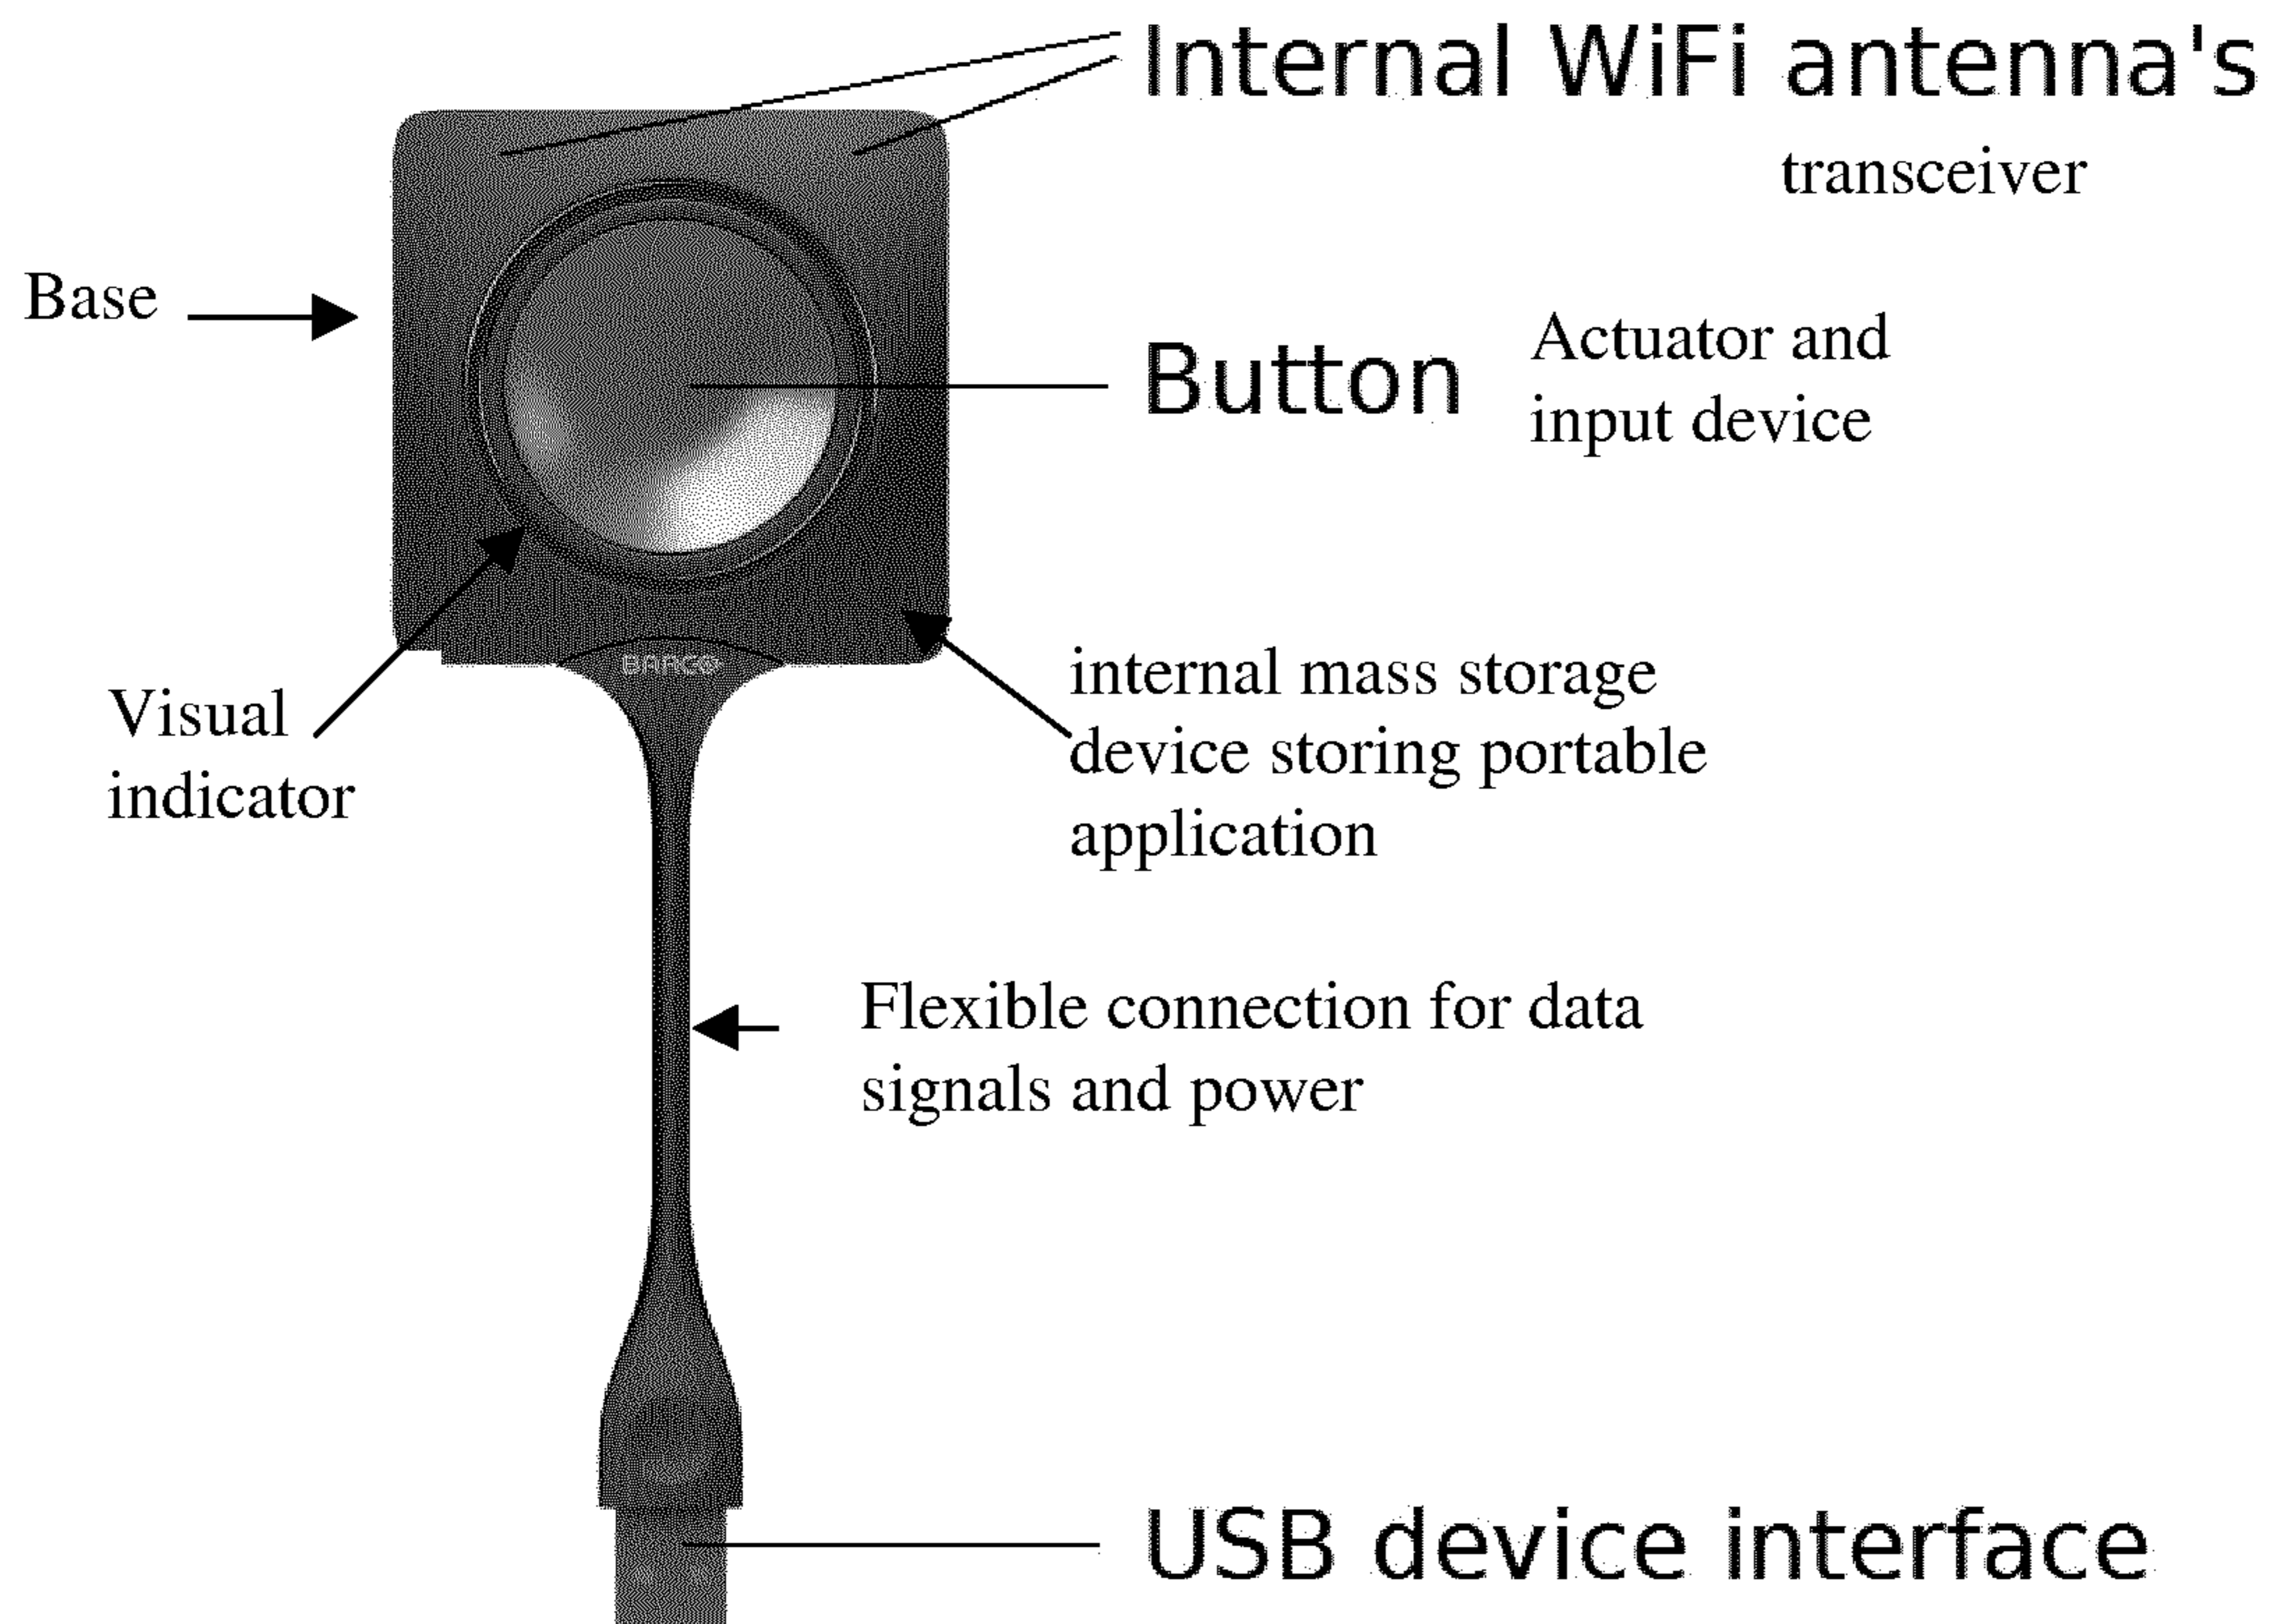 Internal WiFi antenna's
transceiver
Base
Button
Actuator and
input device
BARCO
Visual
indicator
internal mass storage
device storing portable
application
Flexible connection for data
signals and power
USB device interface